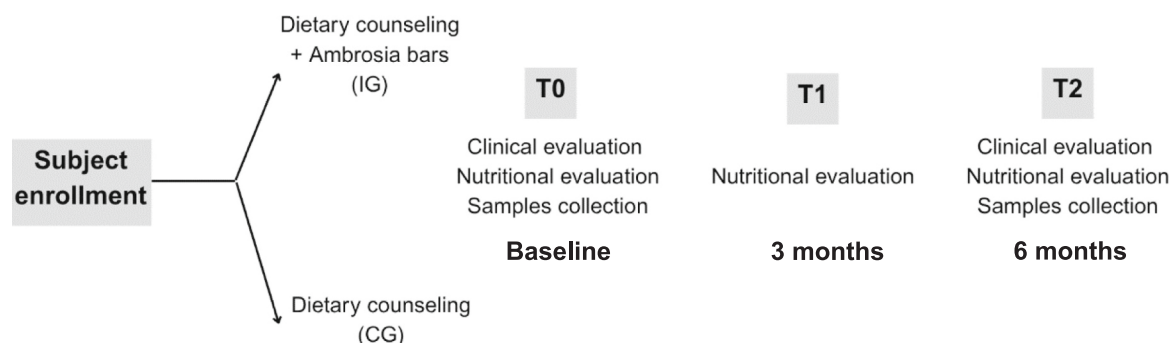 Dietary counseling
+ Ambrosia bars
(IG)
Subject
enrollment
Dietary counseling
(CG)
T0
Clinical evaluation
Nutritional evaluation
Samples collection
Baseline
T1
Nutritional evaluation
3 months
T2
Clinical evaluation
Nutritional evaluation
Samples collection
6 months